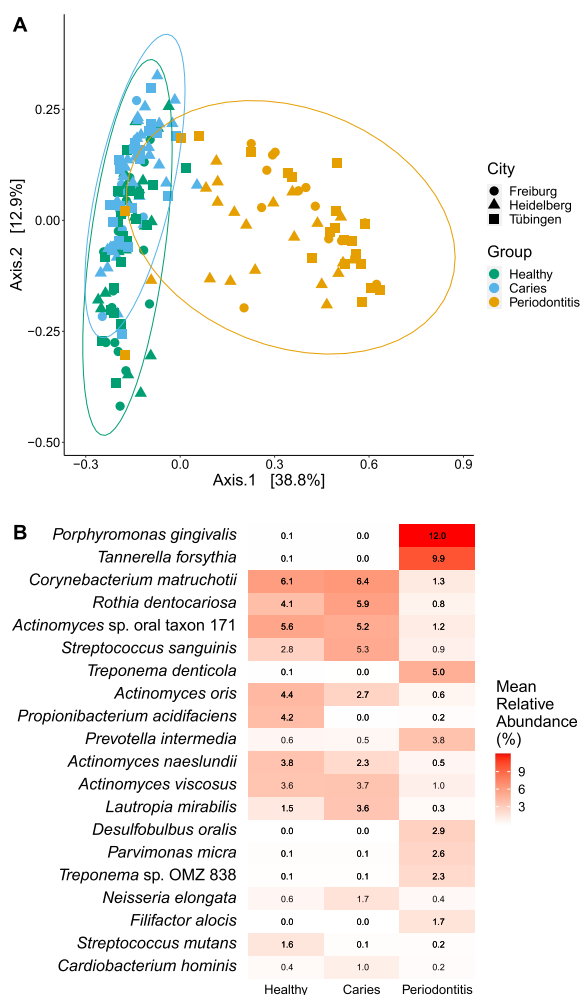 A
Axis.2 [12.9%]
0.25
0.00
−0.25
−0.50
−0.3
0.0
0.3
0.6
0.9
Axis.1 [38.8%]
City
Freiburg
Heidelberg
Tübingen
Group
Healthy
Caries
Periodontitis
B
Porphyromonas gingivalis 0.1 0.0 12.0
Tannerella forsythia 0.1 0.0 9.9
Corynebacterium matruchotii 6.1 6.4 1.3
Rothia dentocariosa 4.1 5.9 0.8
Actinomyces sp. oral taxon 171 5.6 5.2 1.2
Streptococcus sanguinis 2.8 5.3 0.9
Treponema denticola 0.1 0.0 5.0
Actinomyces oris 4.4 2.7 0.6
Propionibacterium acidifaciens 4.2 0.0 0.2
Prevotella intermedia 0.6 0.5 3.8
Actinomyces naeslundii 3.8 2.3 0.5
Actinomyces viscosus 3.6 3.7 1.0
Lautropia mirabilis 1.5 3.6 0.3
Desulfobulbus oralis 0.0 0.0 2.9
Parvimonas micra 0.1 0.1 2.6
Treponema sp. OMZ 838 0.1 0.1 2.3
Neisseria elongata 0.6 1.7 0.4
Filifactor alocis 0.0 0.0 1.7
Streptococcus mutans 1.6 0.1 0.2
Cardiobacterium hominis 0.4 1.0 0.2
Healthy Caries Periodontitis
Mean
Relative
Abundance
(%)
9
6
3